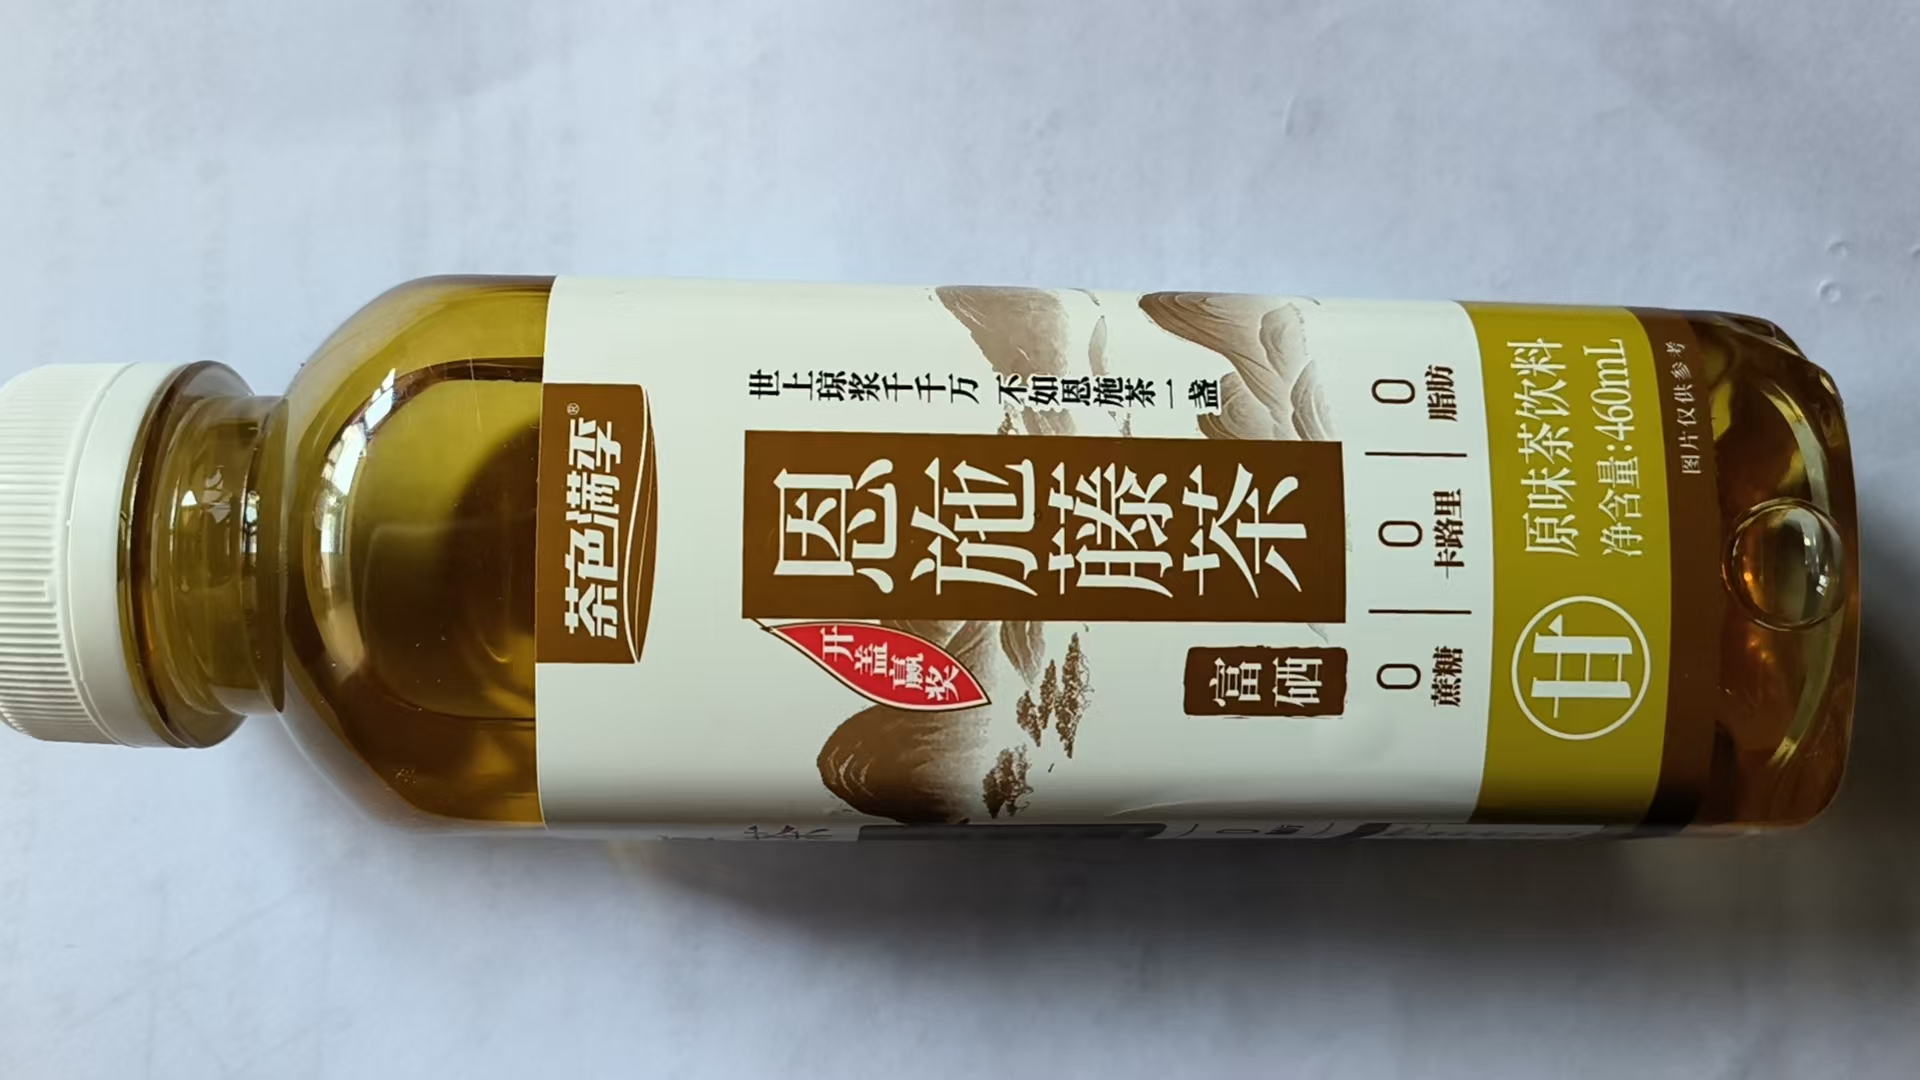 茶色满季®
世上琼浆千千万 不如恩施茶一盏
恩施藤茶
开盖赢奖
富硒
0 蔗糖
0 卡路里
0 脂肪
甘
原味茶饮料
净含量:460mL
图片仅供参考